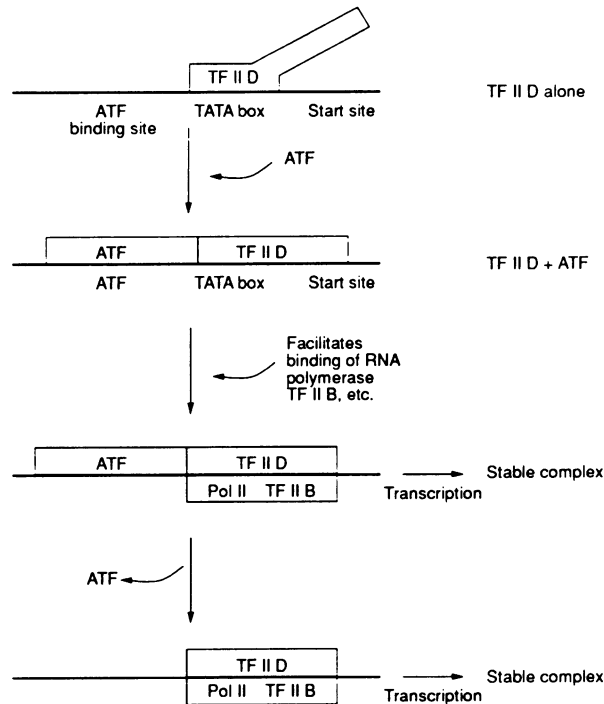 TF II D
TF II D alone
ATF
binding site
TATA box
Start site
ATF
ATF
TF II D
TF II D + ATF
ATF
TATA box
Start site
Facilitates
binding of RNA
polymerase
TF II B, etc.
ATF
TF II D
Stable complex
Pol II
TF II B
Transcription
ATF
TF II D
Stable complex
Pol II
TF II B
Transcription